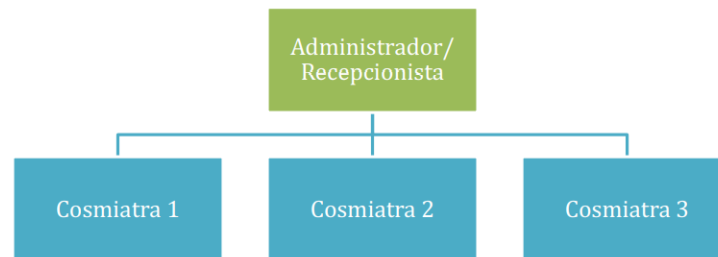 Administrador/
Recepcionista
Cosmiatra 1
Cosmiatra 2
Cosmiatra 3